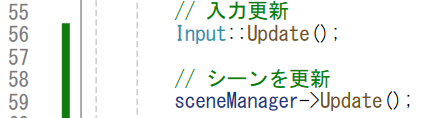 55 // 入力更新
56 Input::Update();
57
58 // シーンを更新
59 sceneManager->Update();